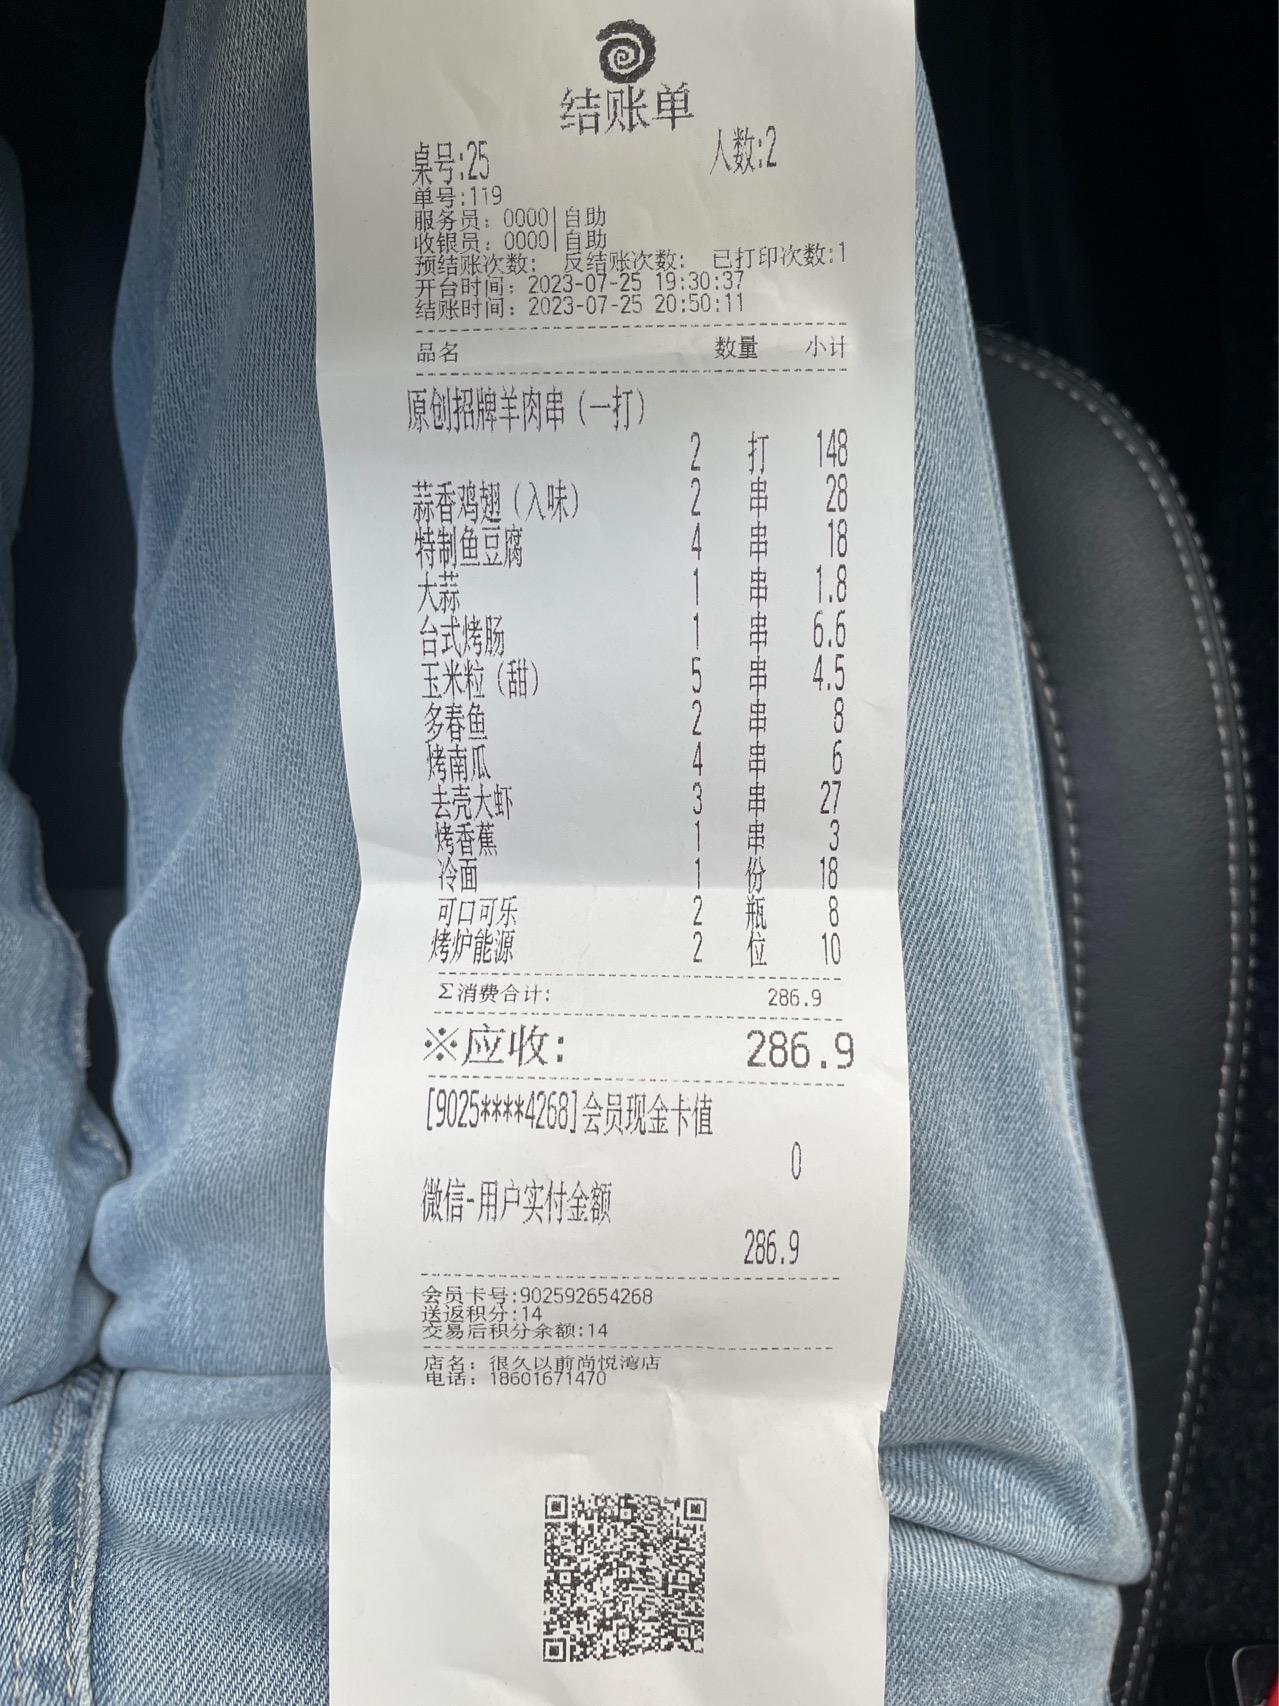 结账单
桌号:25 人数:2
单号:119
服务员: 0000|自助
收银员: 0000|自助
预结账次数: 反结账次数: 已打印次数:1
开台时间: 2023-07-25 19:30:37
结账时间: 2023-07-25 20:50:11
品名 数量 小计
原创招牌羊肉串(一打)
2 打 148
蒜香鸡翅(入味) 2 串 28
特制鱼豆腐 4 串 18
大蒜 1 串 1.8
台式烤肠 1 串 6.6
玉米粒(甜) 5 串 4.5
多春鱼 2 串 8
烤南瓜 4 串 6
去壳大虾 3 串 27
烤香蕉 1 串 3
冷面 1 份 18
可口可乐 2 瓶 8
烤炉能源 2 位 10
Σ消费合计: 286.9
※应收: 286.9
[9025****4268]会员现金卡值
0
微信-用户实付金额
286.9
会员卡号:902592654268
送返积分:14
交易后积分余额:14
店名: 很久以前尚悦湾店
电话: 18601671470